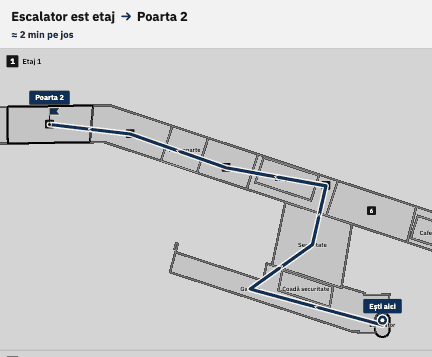 Escalator est etaj → Poarta 2
≈ 2 min pe jos
1 Etaj 1
Poarta 2
6
Coadă securitate
Ești aici